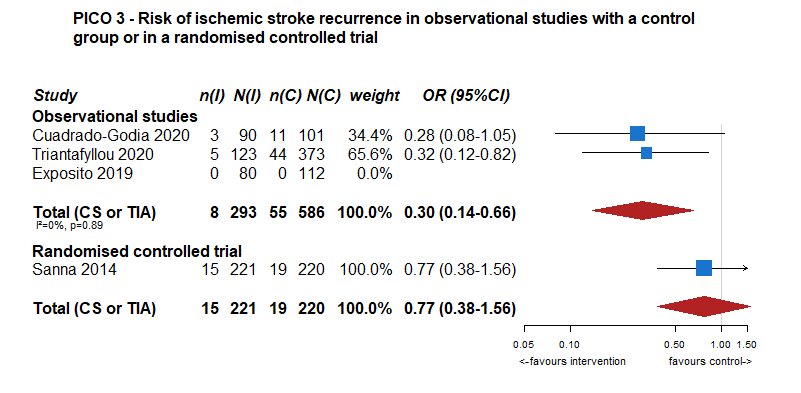 PICO 3 - Risk of ischemic stroke recurrence in observational studies with a control
group or in a randomised controlled trial
Study n(I) N(I) n(C) N(C) weight OR (95%CI)
Observational studies
Cuadrado-Godia 2020 3 90 11 101 34.4% 0.28 (0.08-1.05)
Triantafyllou 2020 5 123 44 373 65.6% 0.32 (0.12-0.82)
Exposito 2019 0 80 0 112 0.0%
Total (CS or TIA) 8 293 55 586 100.0% 0.30 (0.14-0.66)
I²=0%, p=0.89
Randomised controlled trial
Sanna 2014 15 221 19 220 100.0% 0.77 (0.38-1.56)
Total (CS or TIA) 15 221 19 220 100.0% 0.77 (0.38-1.56)
0.05 0.10 0.50 1.00 1.50
<-favours intervention favours control->